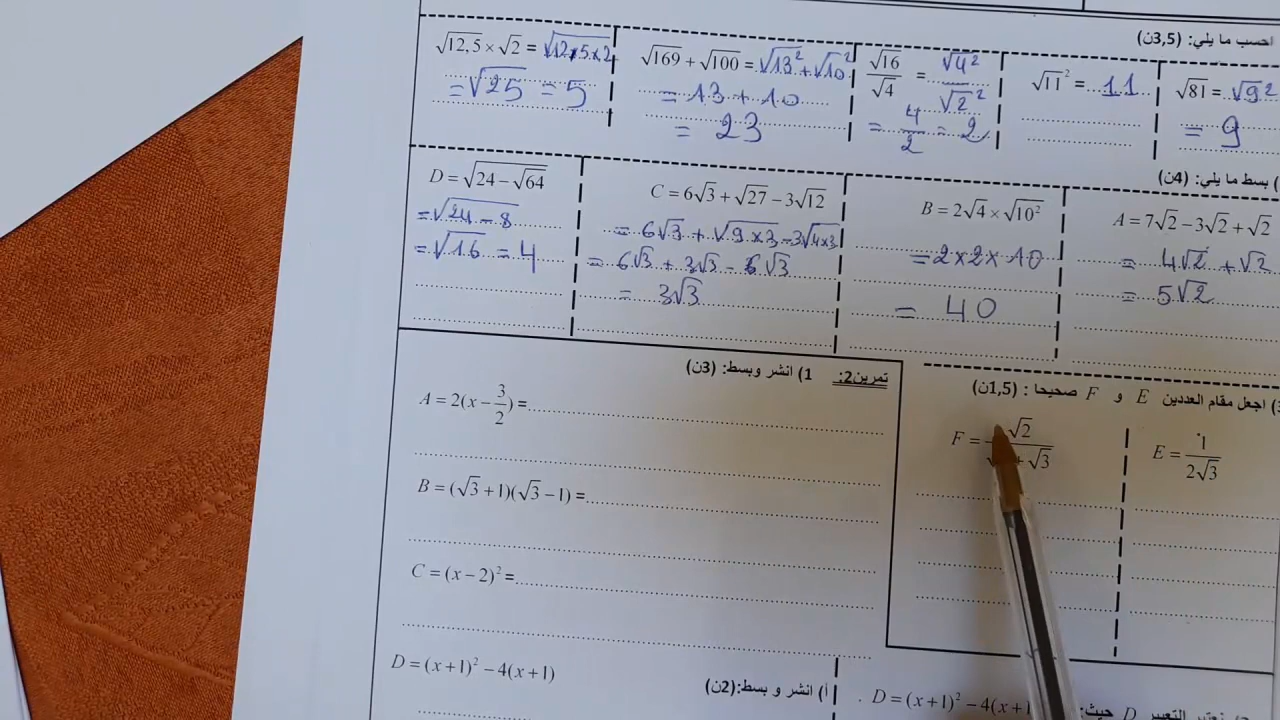 احسب ما يلي: (3,5ن)
√81 = √9²
= 9
√11² = 11
√16/√4 = √4²/√2²
= 4/2 = 2
√169 + √100 = √13² + √10²
= 13 + 10
= 23
√12,5 × √2 = √12,5×2
= √25 = 5
) بسط ما يلي: (4ن)
A = 7√2 − 3√2 + √2
= 4√2 + √2
= 5√2
B = 2√4 × √10²
= 2×2×10
= 40
C = 6√3 + √27 − 3√12
= 6√3 + √9×3 − 3√4×3
= 6√3 + 3√3 − 6√3
= 3√3
D = √24 − √64
= √24 − 8
= √16 = 4
) اجعل مقام العددين E و F صحيحا : (1,5ن)
E = 1/2√3
F = √2/ + √3
تمرين2: 1) انشر وبسط: (3ن)
A = 2(x − 3/2) =
B = (√3 + 1)(√3 − 1) =
C = (x − 2)² =
التعبير D حيث: D = (x + 1)² − 4(x + 1
أ) انشر و بسط:(2ن)
D = (x + 1)² − 4(x + 1)